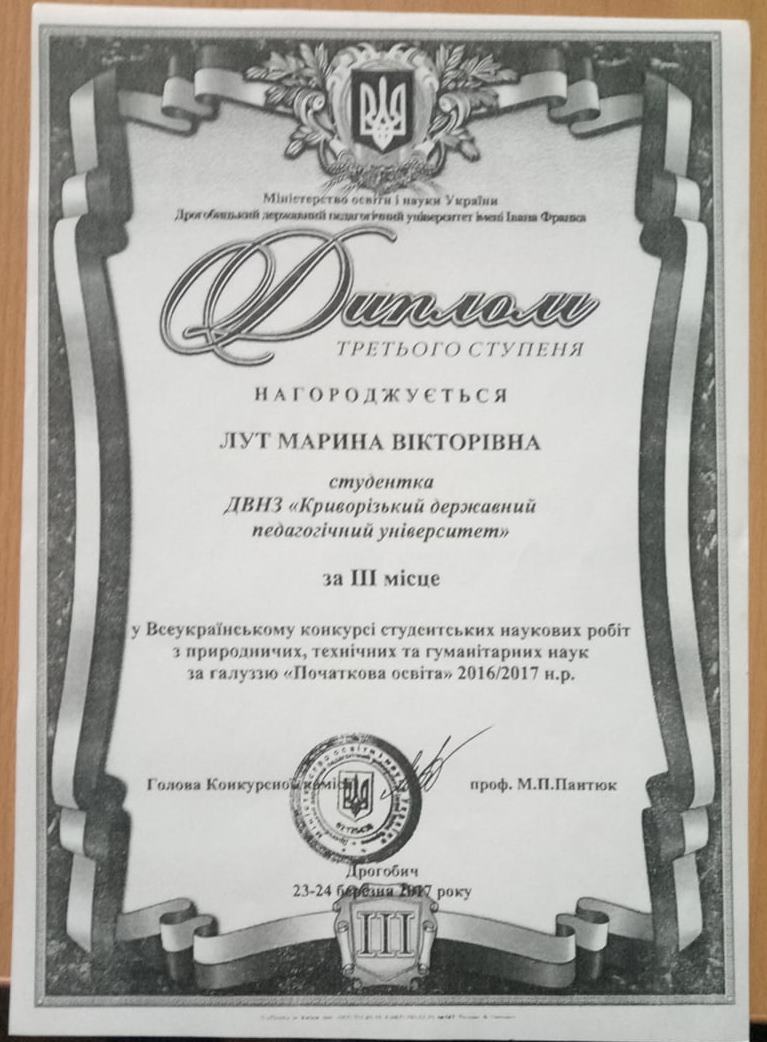 Міністерство освіти і науки України
Дрогобицький державний педагогічний університет імені Івана Франка
Диплом
ТРЕТЬОГО СТУПЕНЯ
НАГОРОДЖУЄТЬСЯ
ЛУТ МАРИНА ВІКТОРІВНА
студентка
ДВНЗ «Криворізький державний
педагогічний університет»
за ІІІ місце
у Всеукраїнському конкурсі студентських наукових робіт
з природничих, технічних та гуманітарних наук
за галуззю «Початкова освіта» 2016/2017 н.р.
Голова Конкурсної комісії проф. М.П.Пантюк
Дрогобич
23-24 березня 2017 року
ІІІ